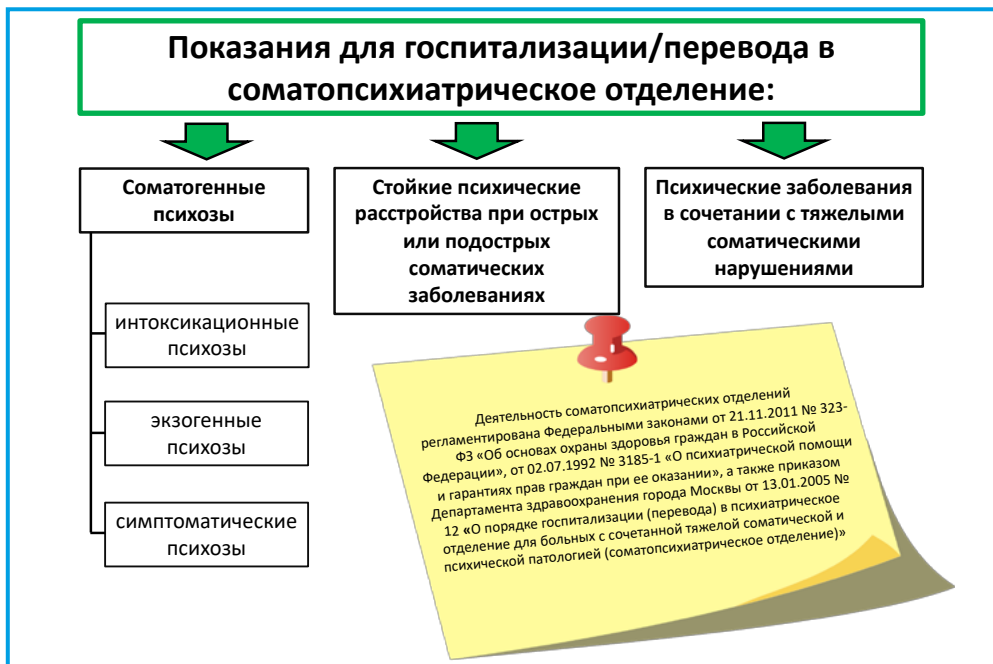 Показания для госпитализации/перевода в
соматопсихиатрическое отделение:
Соматогенные
психозы
интоксикационные
психозы
экзогенные
психозы
симптоматические
психозы
Стойкие психические
расстройства при острых
или подострых
соматических
заболеваниях
Психические заболевания
в сочетании с тяжелыми
соматическими
нарушениями
Деятельность соматопсихиатрических отделений
регламентирована Федеральными законами от 21.11.2011 № 323-
ФЗ «Об основах охраны здоровья граждан в Российской
Федерации», от 02.07.1992 № 3185-1 «О психиатрической помощи
и гарантиях прав граждан при ее оказании», а также приказом
Департамента здравоохранения города Москвы от 13.01.2005 №
12 «О порядке госпитализации (перевода) в психиатрическое
отделение для больных с сочетанной тяжелой соматической и
психической патологией (соматопсихиатрическое отделение)»